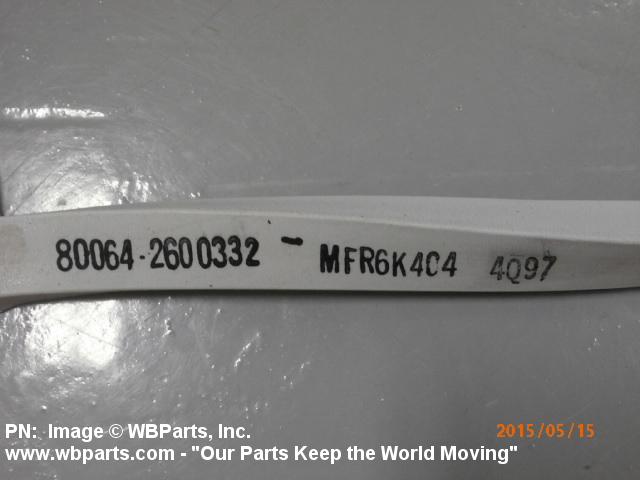 80064-2600332 - MFR6K4C4 4Q97
2015/05/15
PN: Image © WBParts, Inc.
www.wbparts.com - "Our Parts Keep the World Moving"